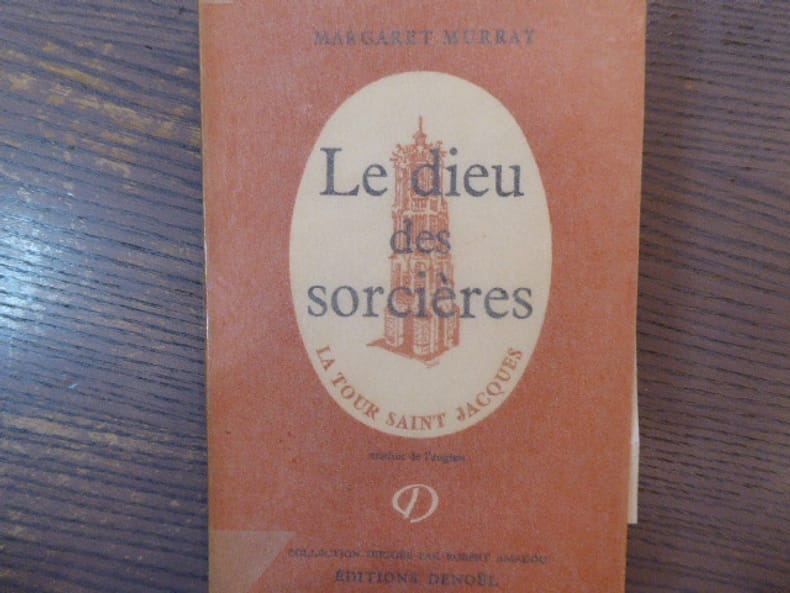 MARGARET MURRAY
Le dieu
des
sorcières
LA TOUR SAINT JACQUES
traduit de l'anglais
COLLECTION DIRIGÉE PAR ROBERT AMADOU
ÉDITIONS DENOËL